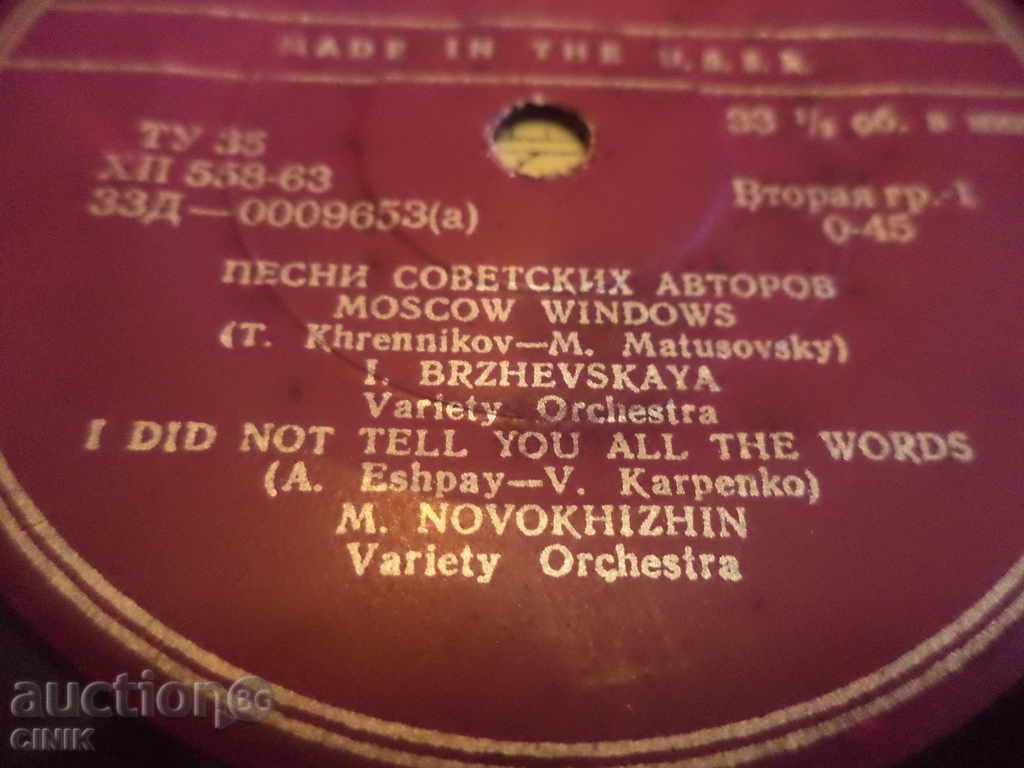 MADE IN THE U.S.S.R.
ТУ 35
ХП 558-63
33Д—0009653(а)
33 1/3 об. в мин
Вторая гр.-1
0-45
ПЕСНИ СОВЕТСКИХ АВТОРОВ
MOSCOW WINDOWS
(T. Khrennikov—M. Matusovsky)
I. BRZHEVSKAYA
Variety Orchestra
I DID NOT TELL YOU ALL THE WORDS
(A. Eshpay—V. Karpenko)
M. NOVOKHIZHIN
Variety Orchestra
auctionBG
CINIK